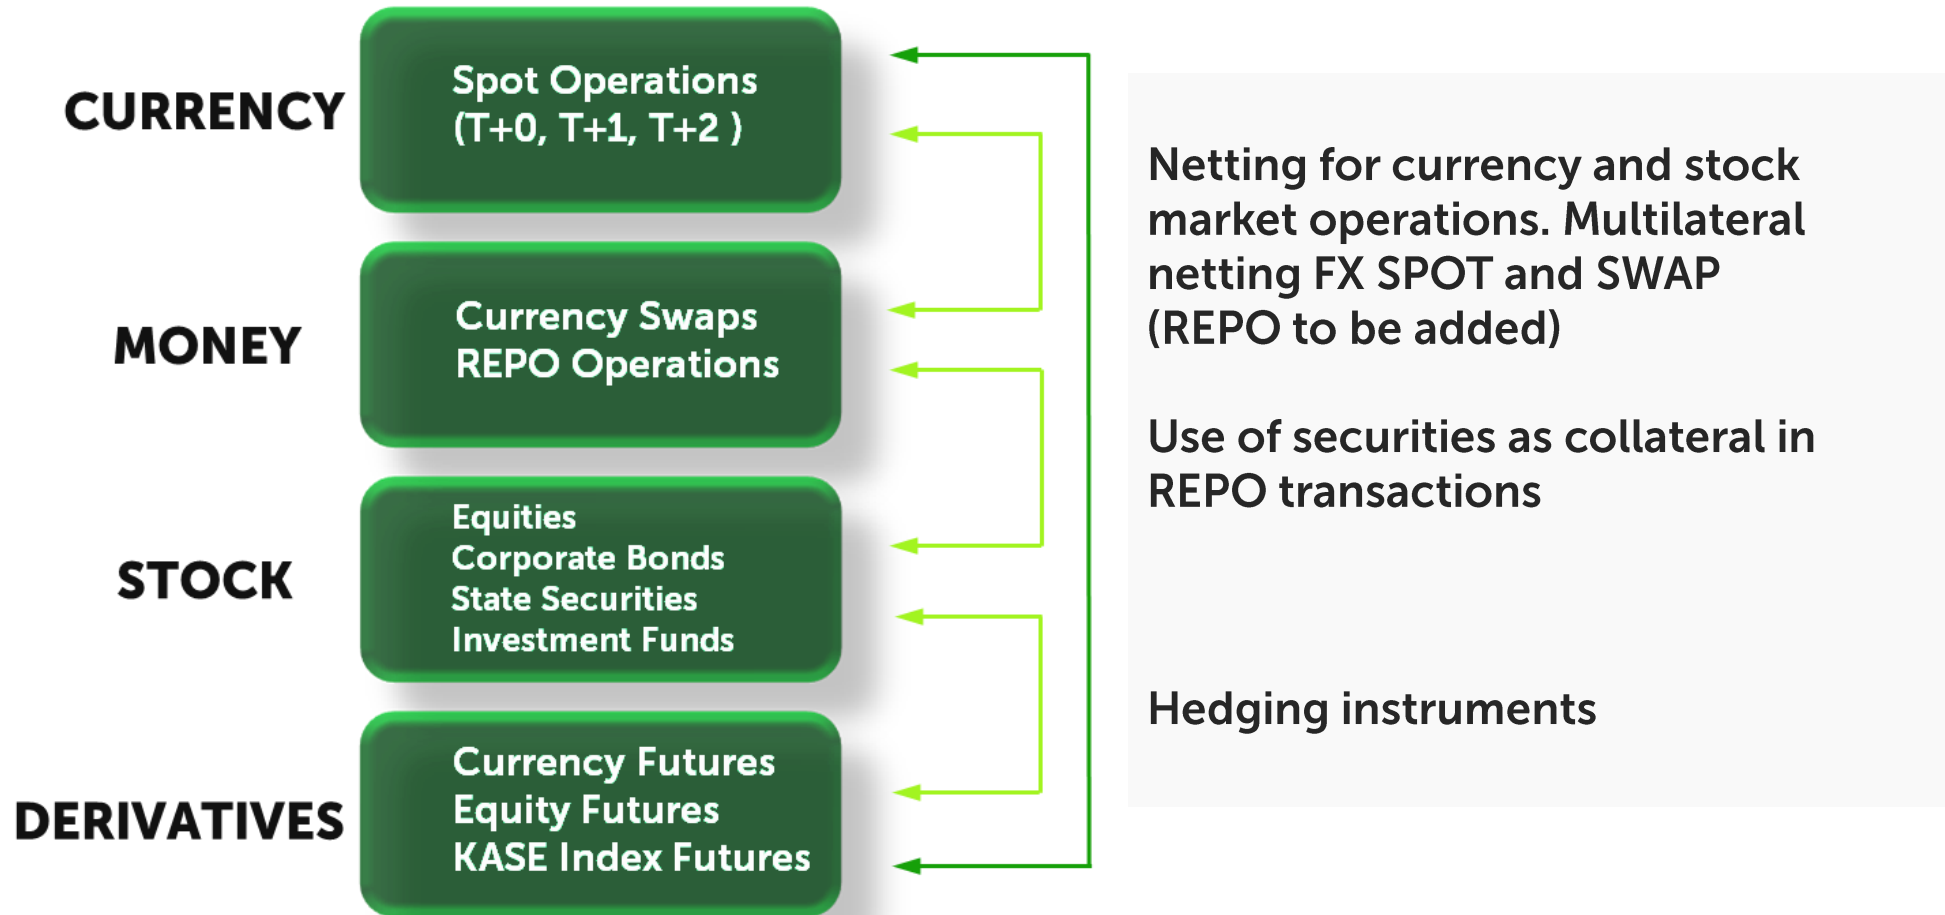 CURRENCY
Spot Operations
(T+0, T+1, T+2 )
MONEY
Currency Swaps
REPO Operations
STOCK
Equities
Corporate Bonds
State Securities
Investment Funds
DERIVATIVES
Currency Futures
Equity Futures
KASE Index Futures
Netting for currency and stock
market operations. Multilateral
netting FX SPOT and SWAP
(REPO to be added)
Use of securities as collateral in
REPO transactions
Hedging instruments